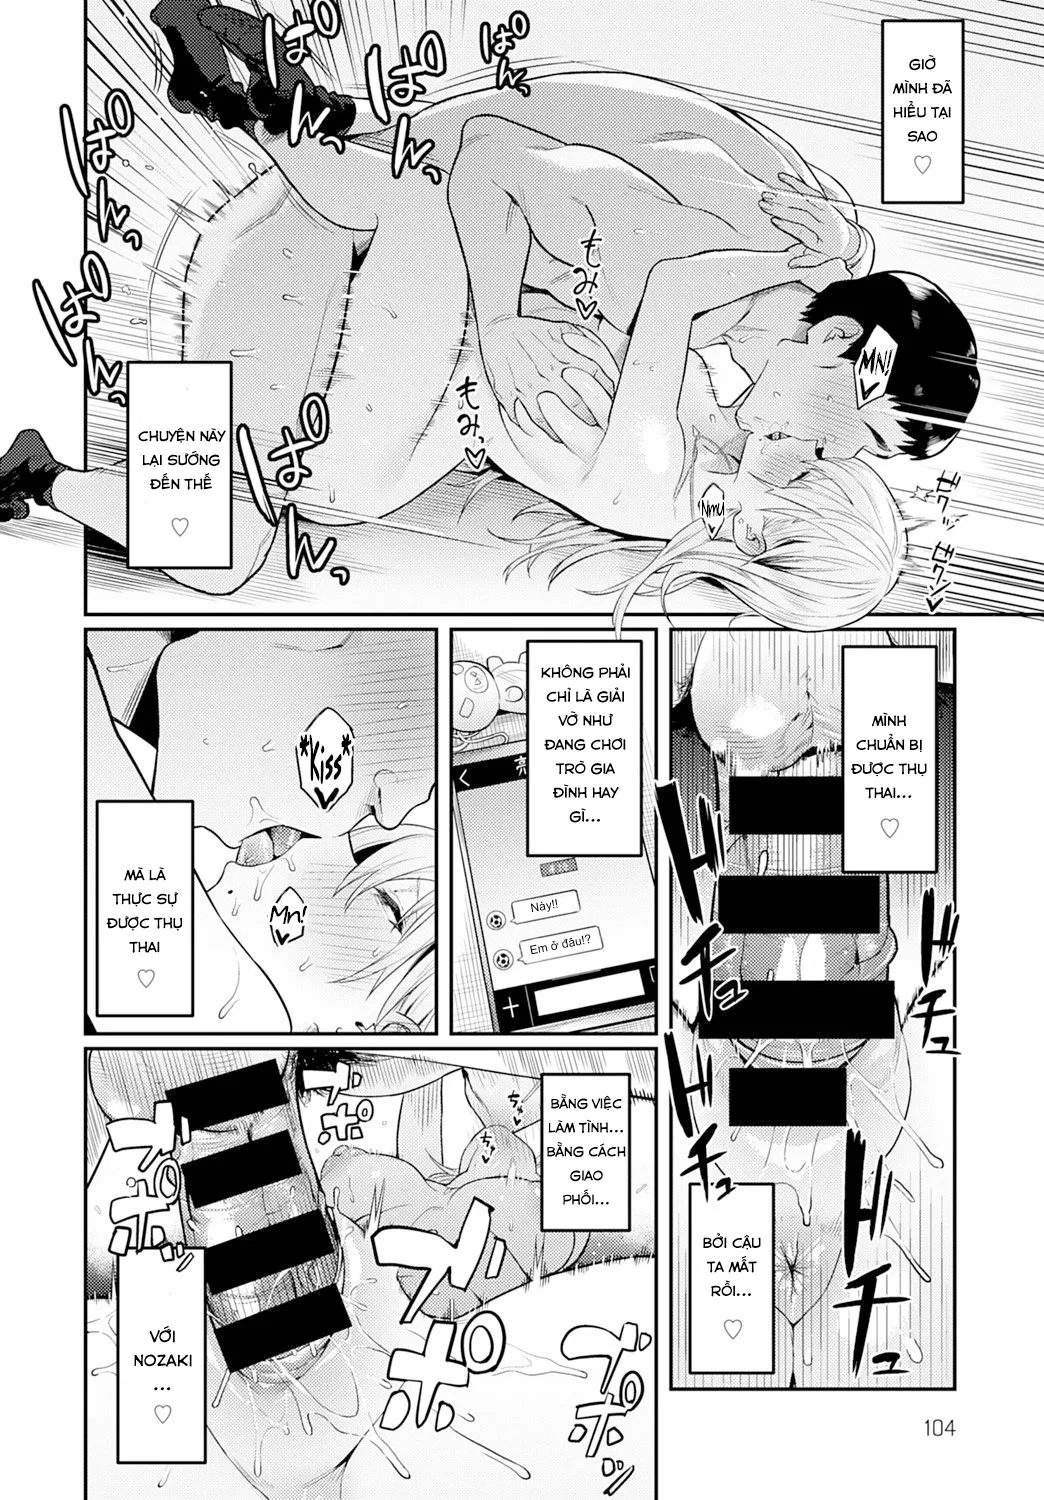 GIỜ
MÌNH ĐÃ
HIỂU TẠI
SAO
♡
ぱんっ
ぱんっ
ぱんっ
ぱんっ
ぱんっ
ぱんっ
もみ♡
もみ
MN!
Nmu
CHUYỆN NÀY
LẠI SƯỚNG
ĐẾN THẾ
♡
MÌNH
CHUẨN BỊ
ĐƯỢC THỤ
THAI...
♡
KHÔNG PHẢI
CHỈ LÀ GIẢI
VỜ NHƯ
ĐANG CHƠI
TRÒ GIA
ĐÌNH HAY
GÌ...
Này!!
Em ở đâu!?
*Kiss*
Mn!
MÀ LÀ
THỰC SỰ
ĐƯỢC THỤ
THAI
♡
BỞI CẬU
TA MẤT
RỒI...
♡
BẰNG VIỆC
LÀM TÌNH...
BẰNG CÁCH
GIAO
PHỐI...
VỚI
NOZAKI
...
♡
104